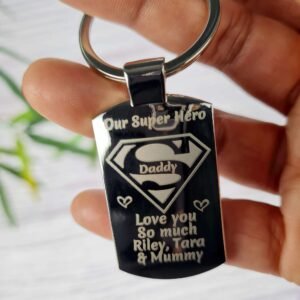 Our Super Hero
Daddy
Love you
So much
Riley, Tara
& Mummy